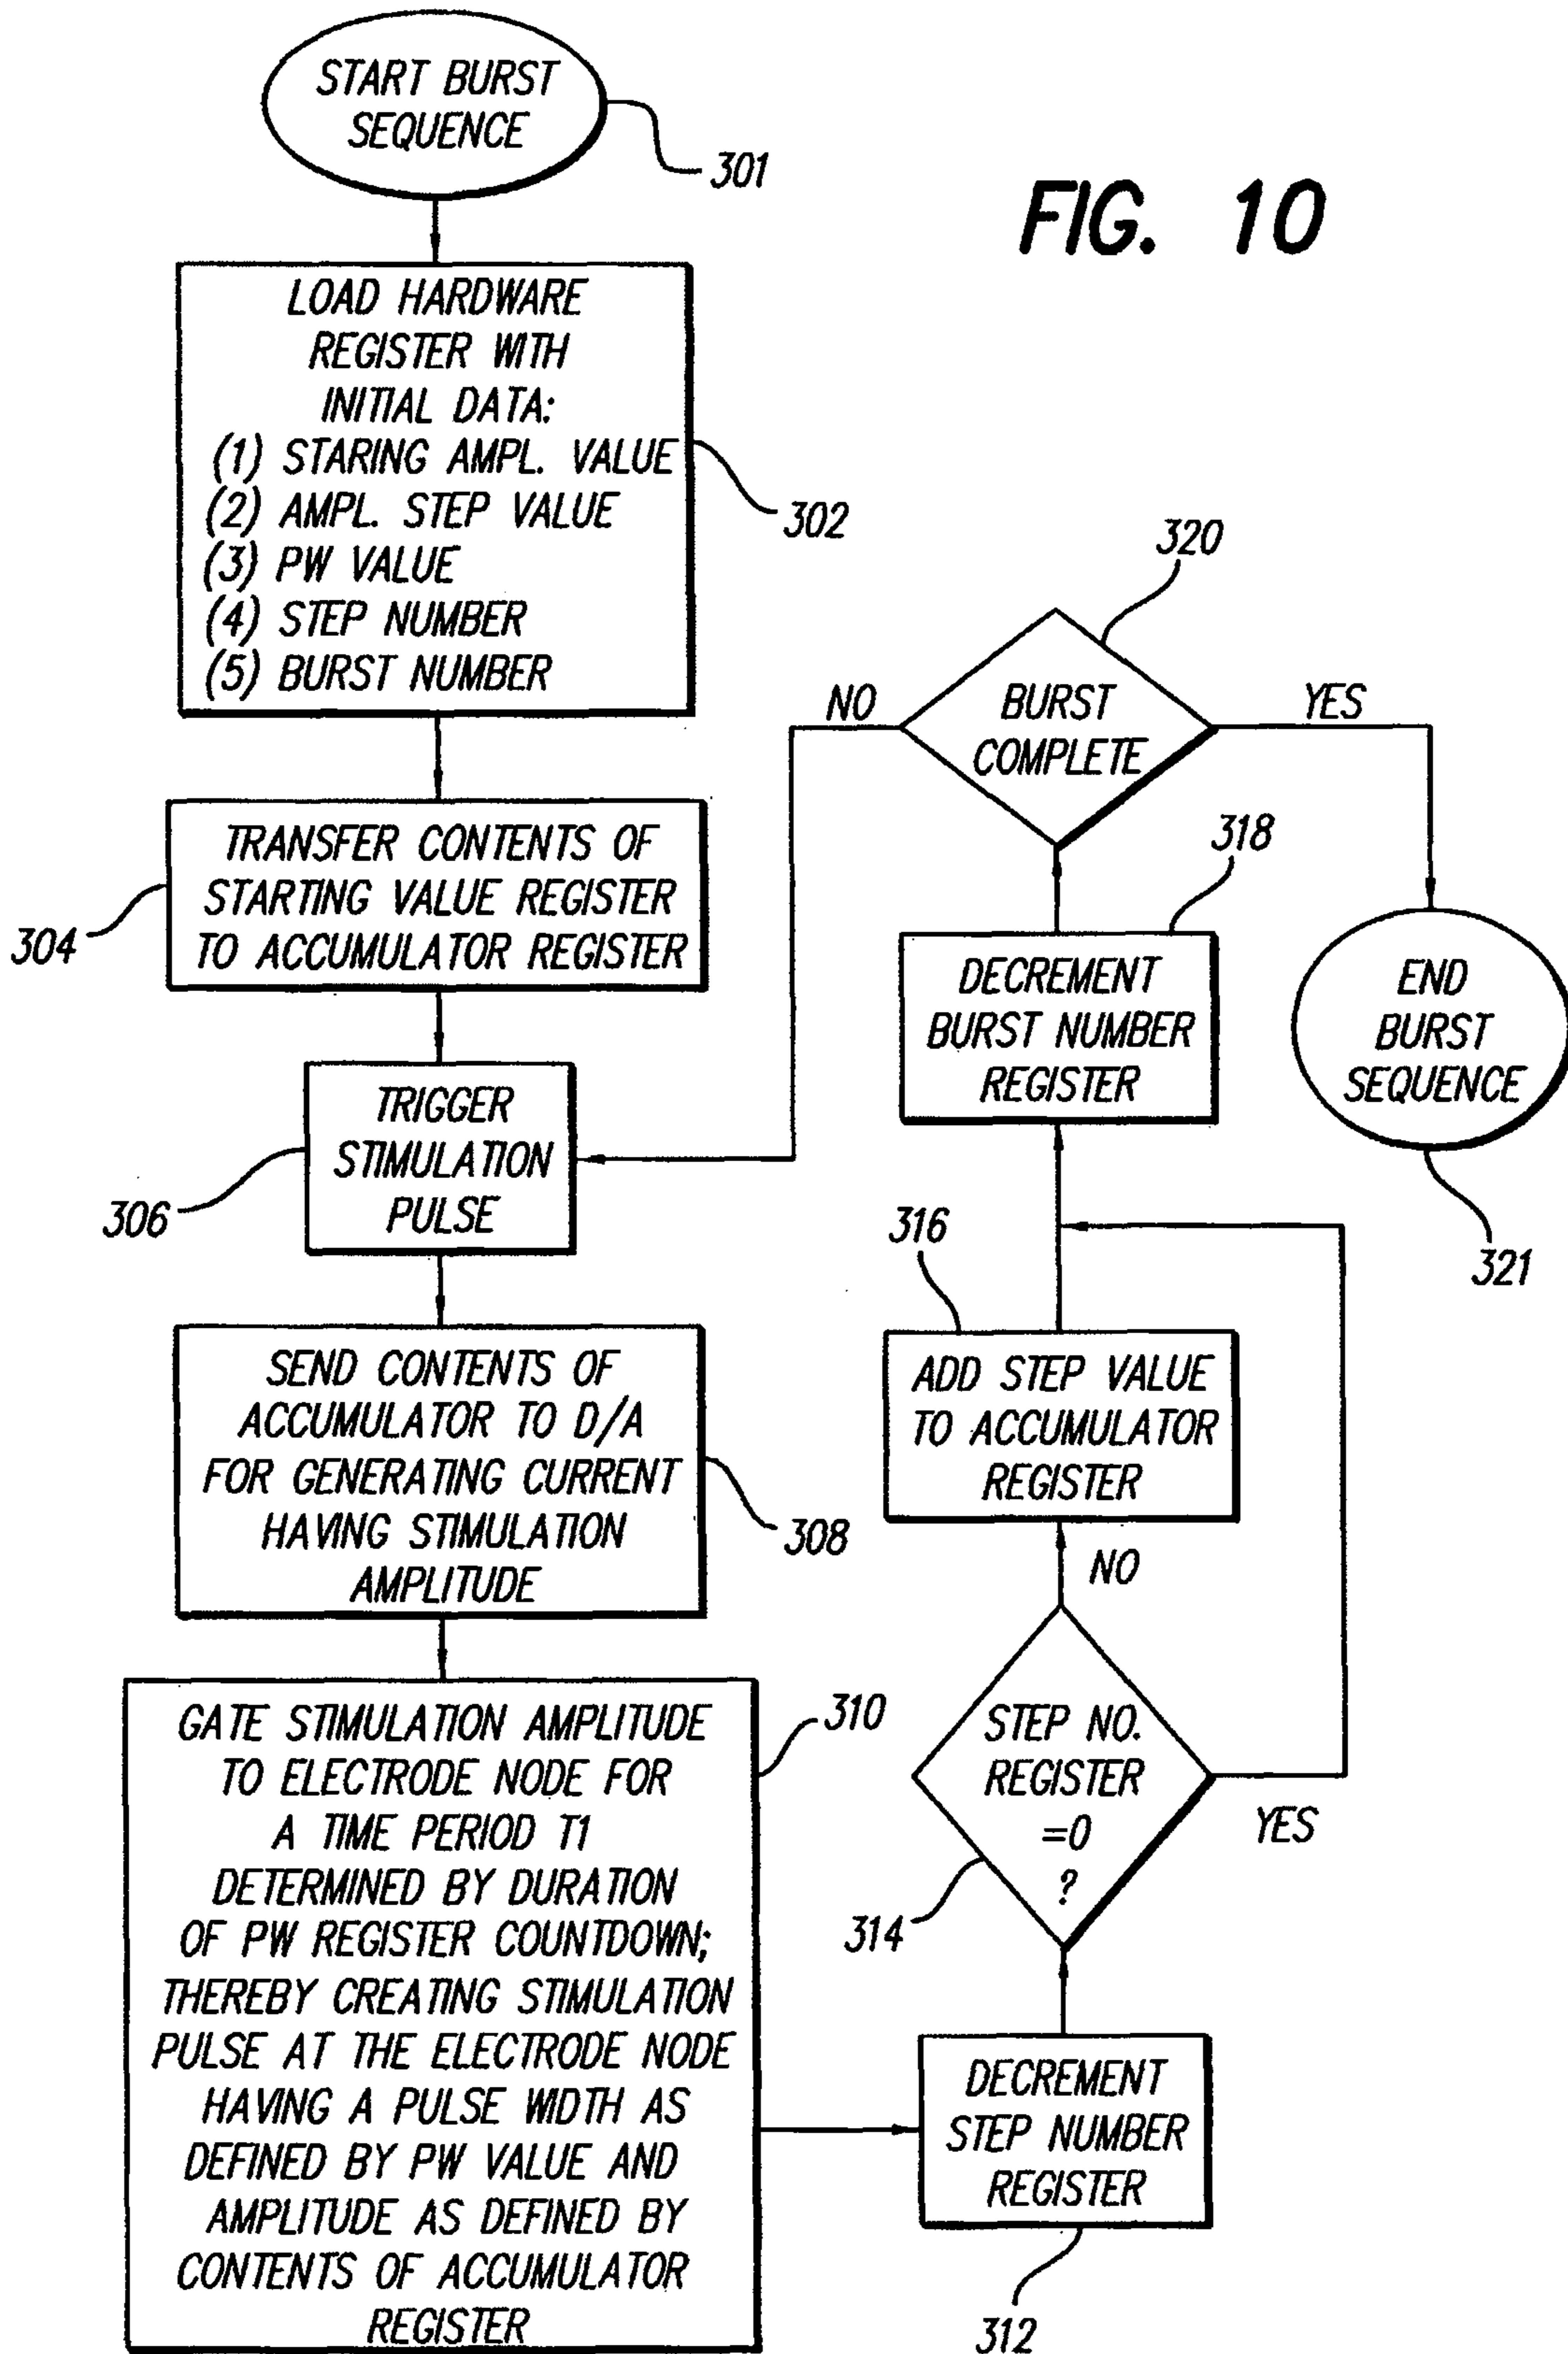 START BURST
SEQUENCE
301
FIG. 10
LOAD HARDWARE
REGISTER WITH
INITIAL DATA:
(1) STARING AMPL. VALUE
(2) AMPL. STEP VALUE
(3) PW VALUE
(4) STEP NUMBER
(5) BURST NUMBER
302
TRANSFER CONTENTS OF
STARTING VALUE REGISTER
TO ACCUMULATOR REGISTER
304
TRIGGER
STIMULATION
PULSE
306
SEND CONTENTS OF
ACCUMULATOR TO D/A
FOR GENERATING CURRENT
HAVING STIMULATION
AMPLITUDE
308
GATE STIMULATION AMPLITUDE
TO ELECTRODE NODE FOR
A TIME PERIOD T1
DETERMINED BY DURATION
OF PW REGISTER COUNTDOWN;
THEREBY CREATING STIMULATION
PULSE AT THE ELECTRODE NODE
HAVING A PULSE WIDTH AS
DEFINED BY PW VALUE AND
AMPLITUDE AS DEFINED BY
CONTENTS OF ACCUMULATOR
REGISTER
310
DECREMENT
STEP NUMBER
REGISTER
312
STEP NO.
REGISTER
=0
?
314
YES
NO
ADD STEP VALUE
TO ACCUMULATOR
REGISTER
316
DECREMENT
BURST NUMBER
REGISTER
318
BURST
COMPLETE
320
NO
YES
END
BURST
SEQUENCE
321